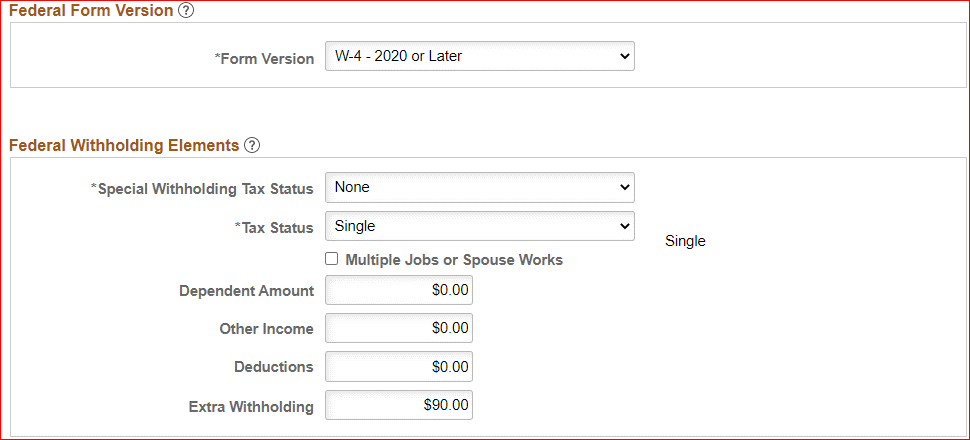 Federal Form Version ?
*Form Version W-4 - 2020 or Later
Federal Withholding Elements ?
*Special Withholding Tax Status None
*Tax Status Single
Single
Multiple Jobs or Spouse Works
Dependent Amount $0.00
Other Income $0.00
Deductions $0.00
Extra Withholding $90.00